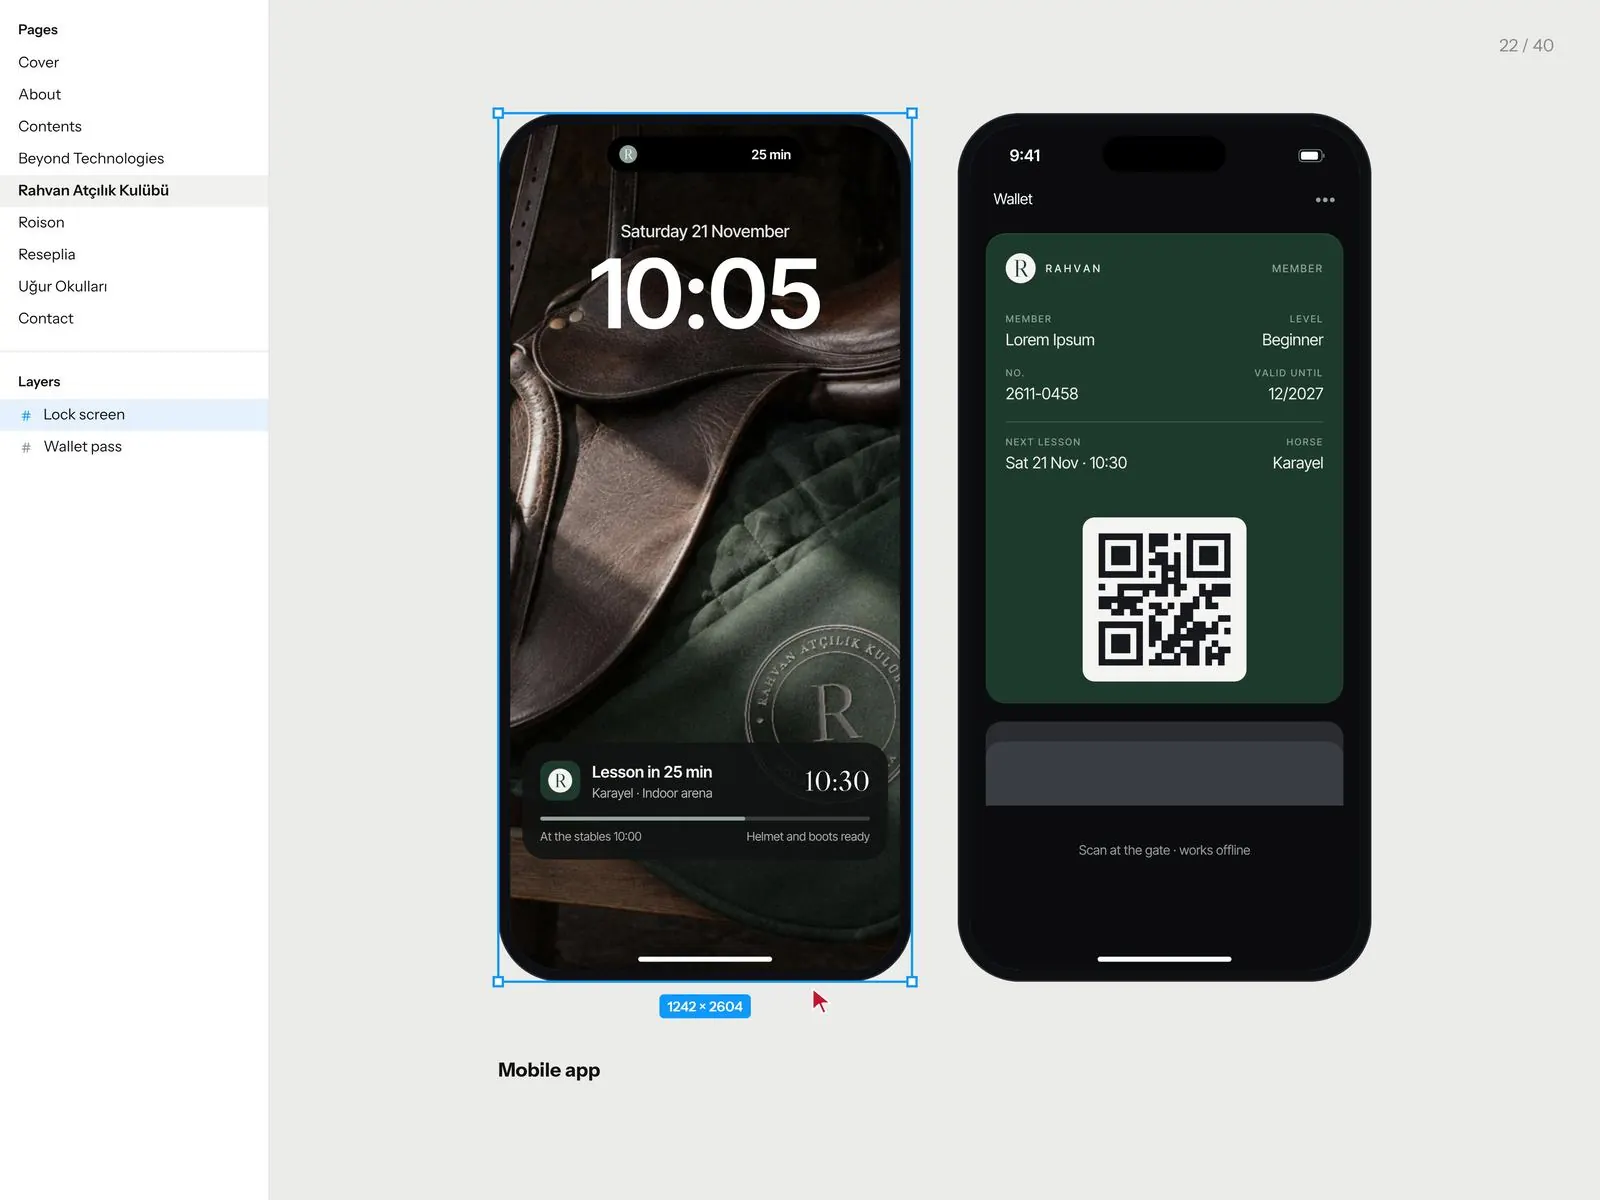 Pages
Cover
About
Contents
Beyond Technologies
Rahvan Atçılık Kulübü
Roison
Reseplia
Uğur Okulları
Contact
Layers
# Lock screen
# Wallet pass
22 / 40
R 25 min
Saturday 21 November
10:05
RAHVAN ATÇILIK
R
R
Lesson in 25 min
10:30
Karayel · Indoor arena
At the stables 10:00 Helmet and boots ready
1242 × 2604
9:41
Wallet
R RAHVAN MEMBER
MEMBER LEVEL
Lorem Ipsum Beginner
NO. VALID UNTIL
2611-0458 12/2027
NEXT LESSON HORSE
Sat 21 Nov · 10:30 Karayel
Scan at the gate · works offline
Mobile app